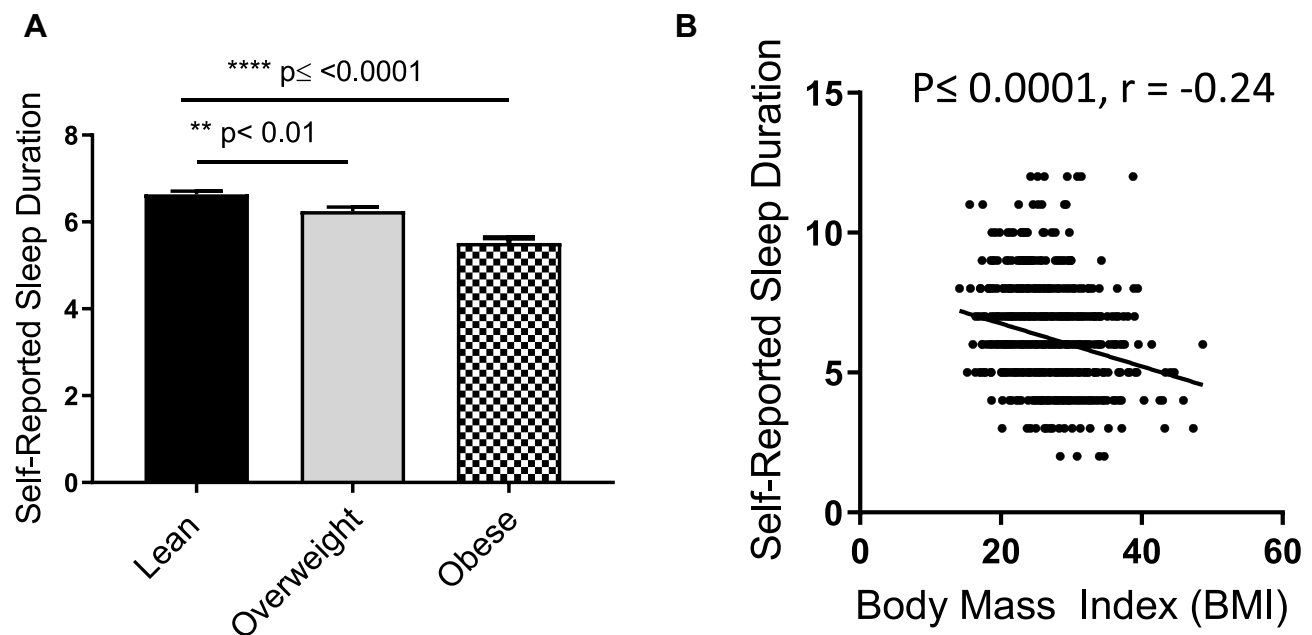 A
**** p≤ <0.0001
** p< 0.01
Self-Reported Sleep Duration
8
6
4
2
0
Lean
Overweight
Obese
B
P≤ 0.0001, r = -0.24
Self-Reported Sleep Duration
15
10
5
0
0 20 40 60
Body Mass Index (BMI)